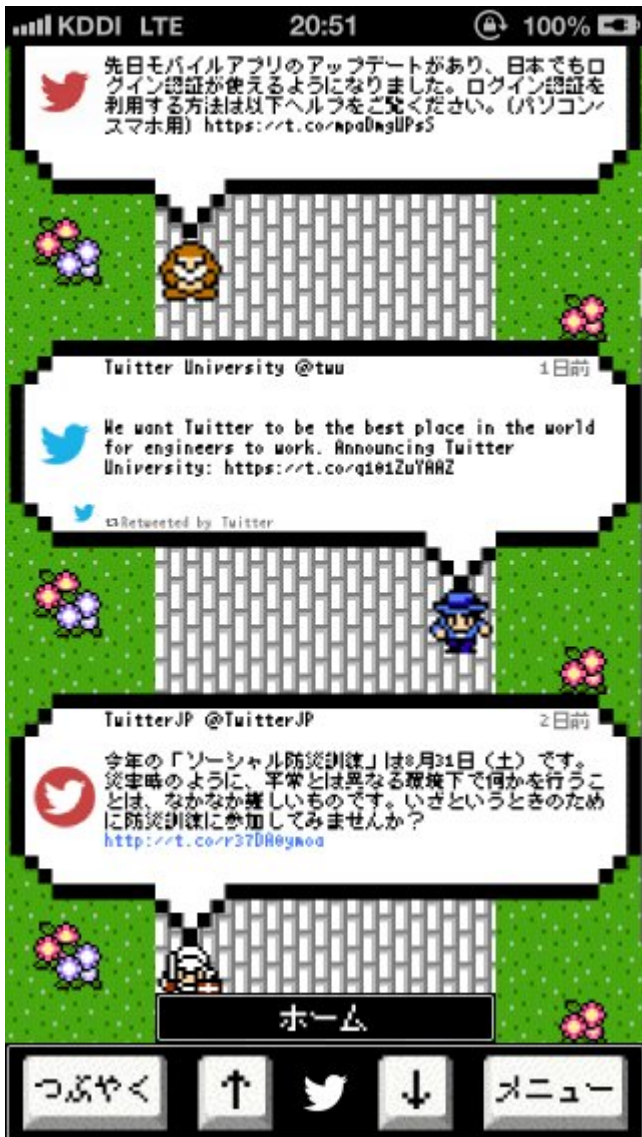 KDDI LTE 20:51 100%
先日モバイルアプリのアップデートがあり、日本でもロ
グイン認証が使えるようになりました。ログイン認証を
利用する方法は以下ヘルプをご覧ください。(パソコン/
スマホ用) https://t.co/mpaDmgUPsS
Twitter University @twu 1日前
We want Twitter to be the best place in the world
for engineers to work. Announcing Twitter
University: https://t.co/q101ZuYAAZ
Retweeted by Twitter
TwitterJP @TwitterJP 2日前
今年の「ソーシャル防災訓練」は8月31日(土)です。
災害時のように、平常とは異なる環境下で何かを行うこ
とは、なかなか難しいものです。いざというときのため
に防災訓練に参加してみませんか?
http://t.co/r37DA0ymoa
ホーム
つぶやく ↑ ↓ メニュー